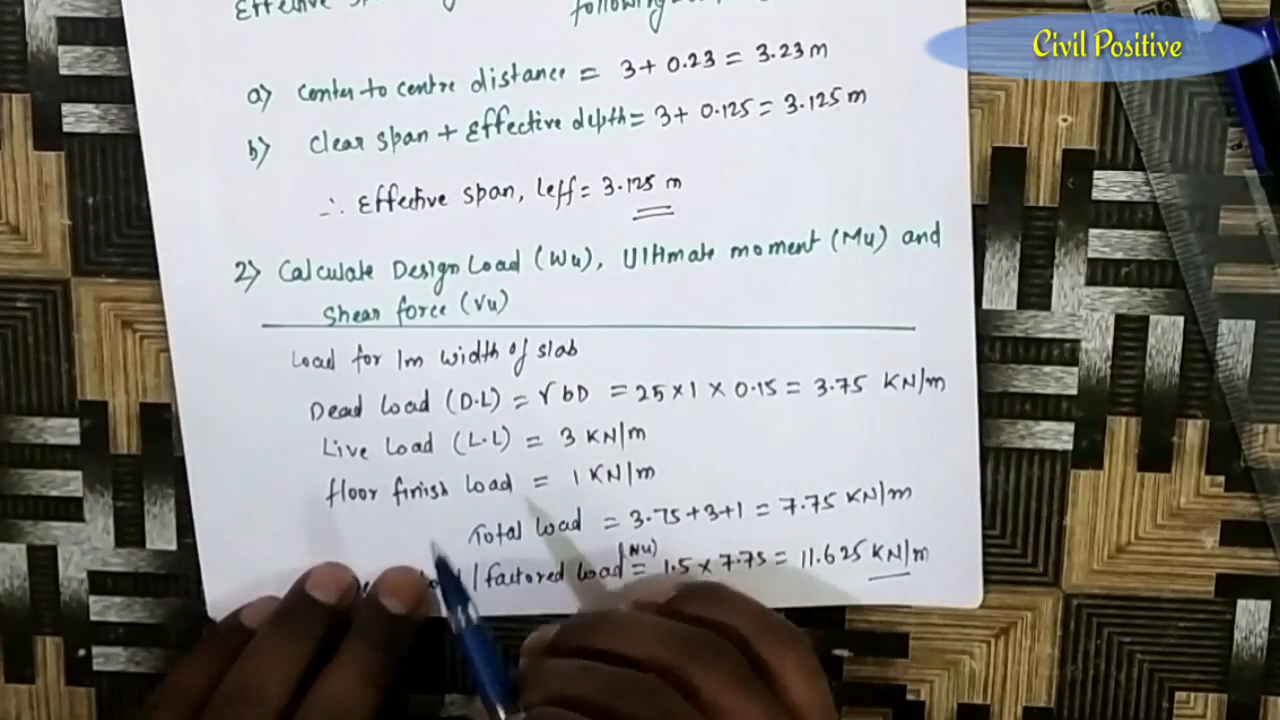 Civil Positive
Effective
following
a) Center to centre distance = 3 + 0.23 = 3.23 m
b) Clear span + Effective depth = 3 + 0.125 = 3.125 m
∴ Effective span, leff = 3.125 m
2) Calculate Design Load (Wu), Ultimate moment (Mu) and
Shear force (Vu)
Load for 1m width of slab
Dead Load (D.L) = γbD = 25 × 1 × 0.15 = 3.75 KN/m
Live Load (L.L) = 3 KN/m
floor finish load = 1 KN/m
Total load = 3.75 + 3 + 1 = 7.75 KN/m
/ factored load (Wu) = 1.5 × 7.75 = 11.625 KN/m